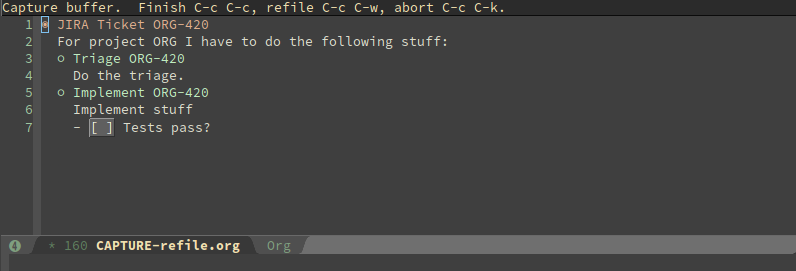 Capture buffer.  Finish C-c C-c, refile C-c C-w, abort C-c C-k.
1 ◉ JIRA Ticket ORG-420
2 For project ORG I have to do the following stuff:
3 ○ Triage ORG-420
4 Do the triage.
5 ○ Implement ORG-420
6 Implement stuff
7 - [ ] Tests pass?
4 * 160 CAPTURE-refile.org Org